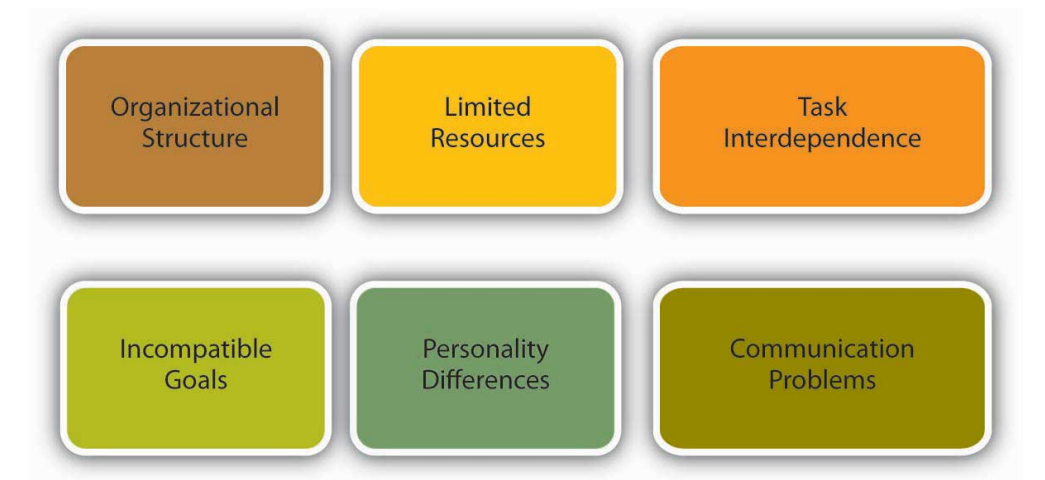 Organizational
Structure
Limited
Resources
Task
Interdependence
Incompatible
Goals
Personality
Differences
Communication
Problems